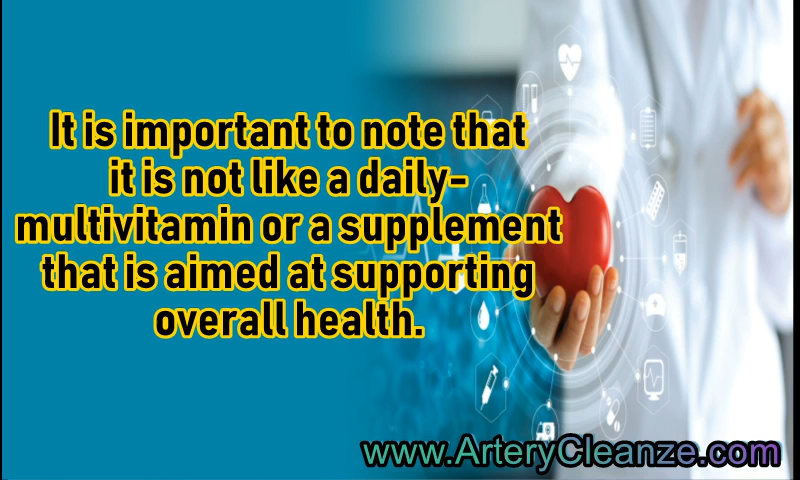 It is important to note that
it is not like a daily-
multivitamin or a supplement
that is aimed at supporting
overall health.
www.ArteryCleanze.com